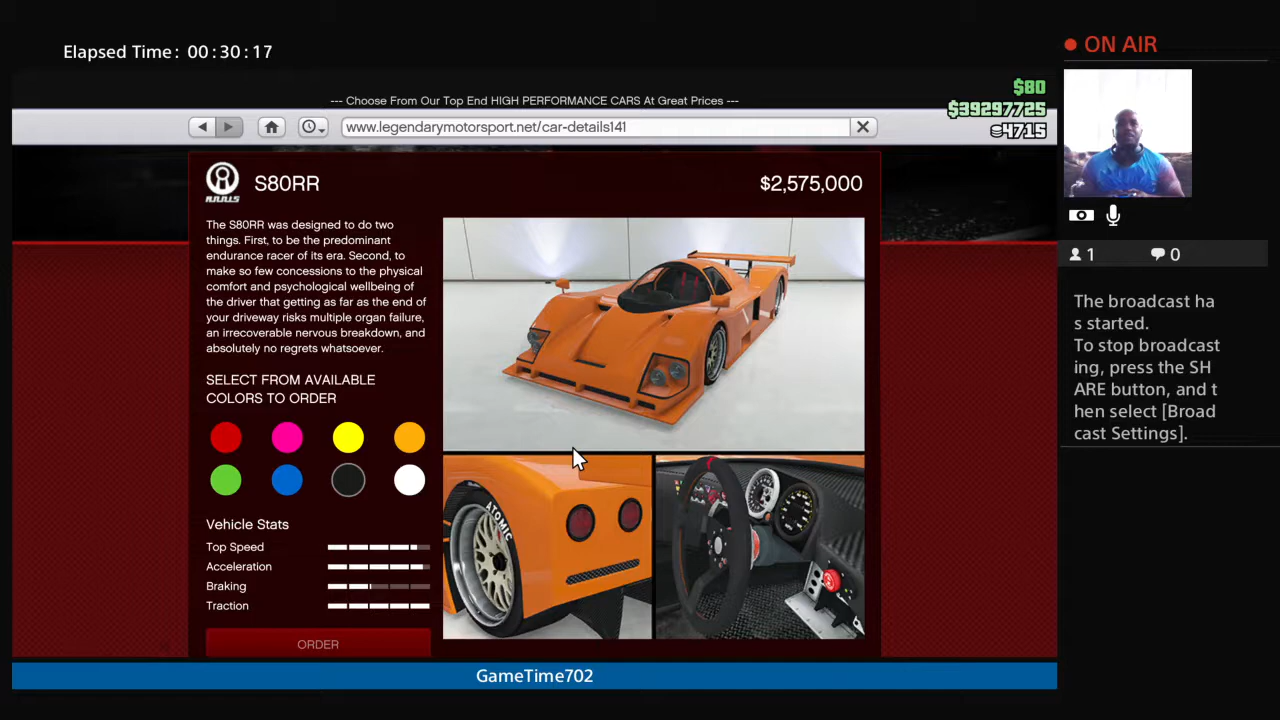 Elapsed Time: 00:30:17
ON AIR
--- Choose From Our Top End HIGH PERFORMANCE CARS At Great Prices ---
$80
$39297725
4715
www.legendarymotorsport.net/car-details141
S80RR
$2,575,000
The S80RR was designed to do two
things. First, to be the predominant
endurance racer of its era. Second, to
make so few concessions to the physical
comfort and psychological wellbeing of
the driver that getting as far as the end of
your driveway risks multiple organ failure,
an irrecoverable nervous breakdown, and
absolutely no regrets whatsoever.
SELECT FROM AVAILABLE
COLORS TO ORDER
Vehicle Stats
Top Speed
Acceleration
Braking
Traction
ORDER
ATOMIC
1
0
The broadcast ha
s started.
To stop broadcast
ing, press the SH
ARE button, and t
hen select [Broad
cast Settings].
GameTime702